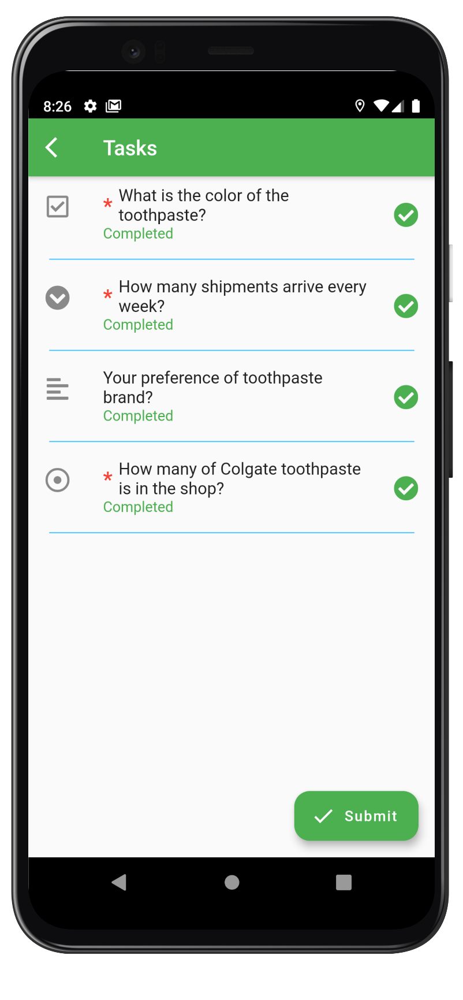 8:26
Tasks
* What is the color of the
toothpaste?
Completed
* How many shipments arrive every
week?
Completed
Your preference of toothpaste
brand?
Completed
* How many of Colgate toothpaste
is in the shop?
Completed
Submit